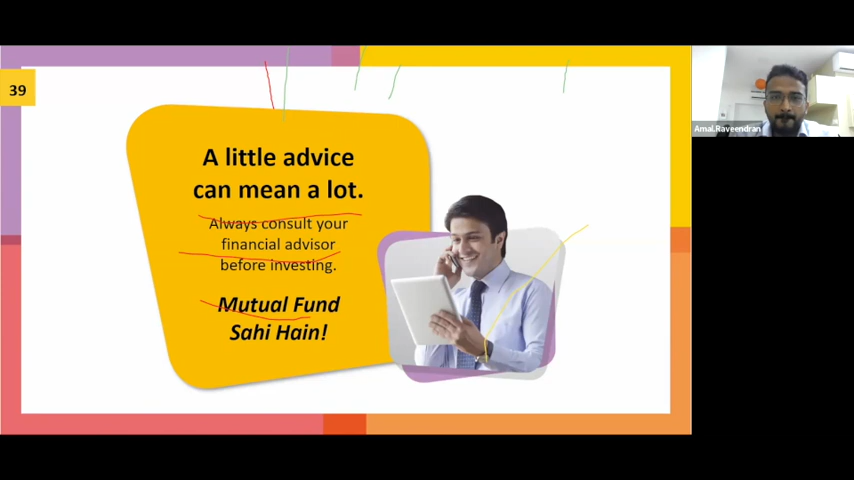 39
A little advice
can mean a lot.
Always consult your
financial advisor
before investing.
Mutual Fund
Sahi Hain!
Amal.Raveendran